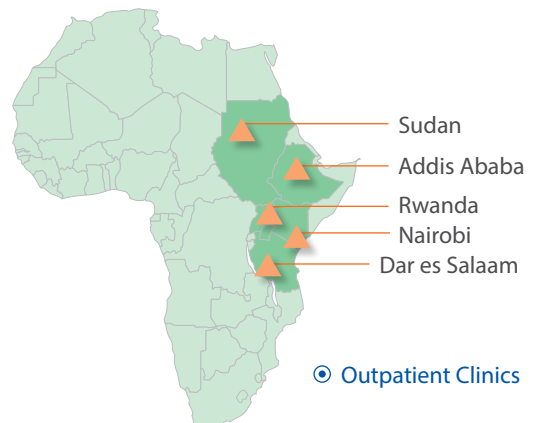 Sudan
Addis Ababa
Rwanda
Nairobi
Dar es Salaam
Outpatient Clinics